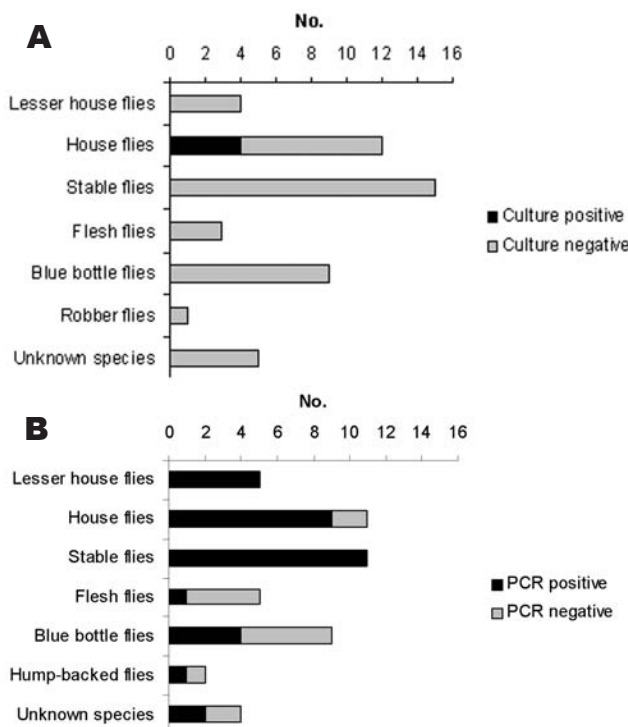 A
No.
0 2 4 6 8 10 12 14 16
Lesser house flies
House flies
Stable flies
Flesh flies
Blue bottle flies
Robber flies
Unknown species
Culture positive
Culture negative
B
No.
0 2 4 6 8 10 12 14 16
Lesser house flies
House flies
Stable flies
Flesh flies
Blue bottle flies
Hump-backed flies
Unknown species
PCR positive
PCR negative